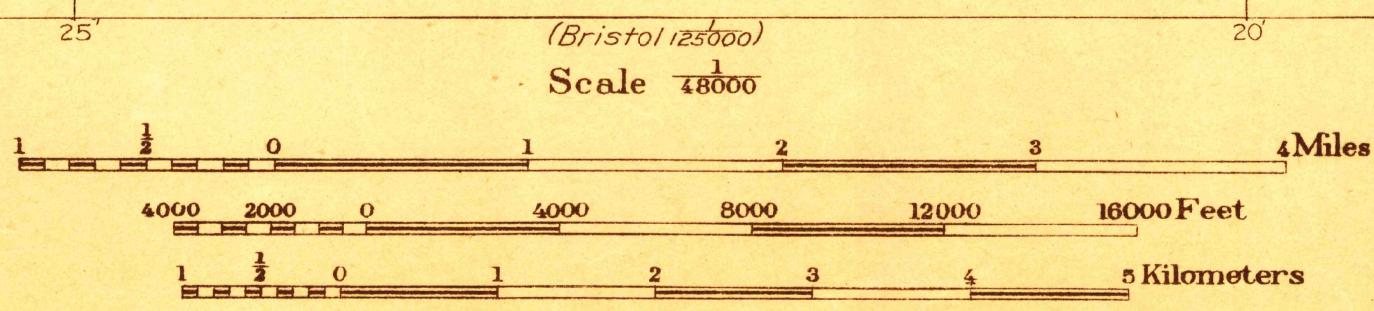 25' 20'
(Bristol 1/125000)
Scale 1/48000
1 1/2 0 1 2 3 4 Miles
4000 2000 0 4000 8000 12000 16000 Feet
1 1/2 0 1 2 3 4 5 Kilometers